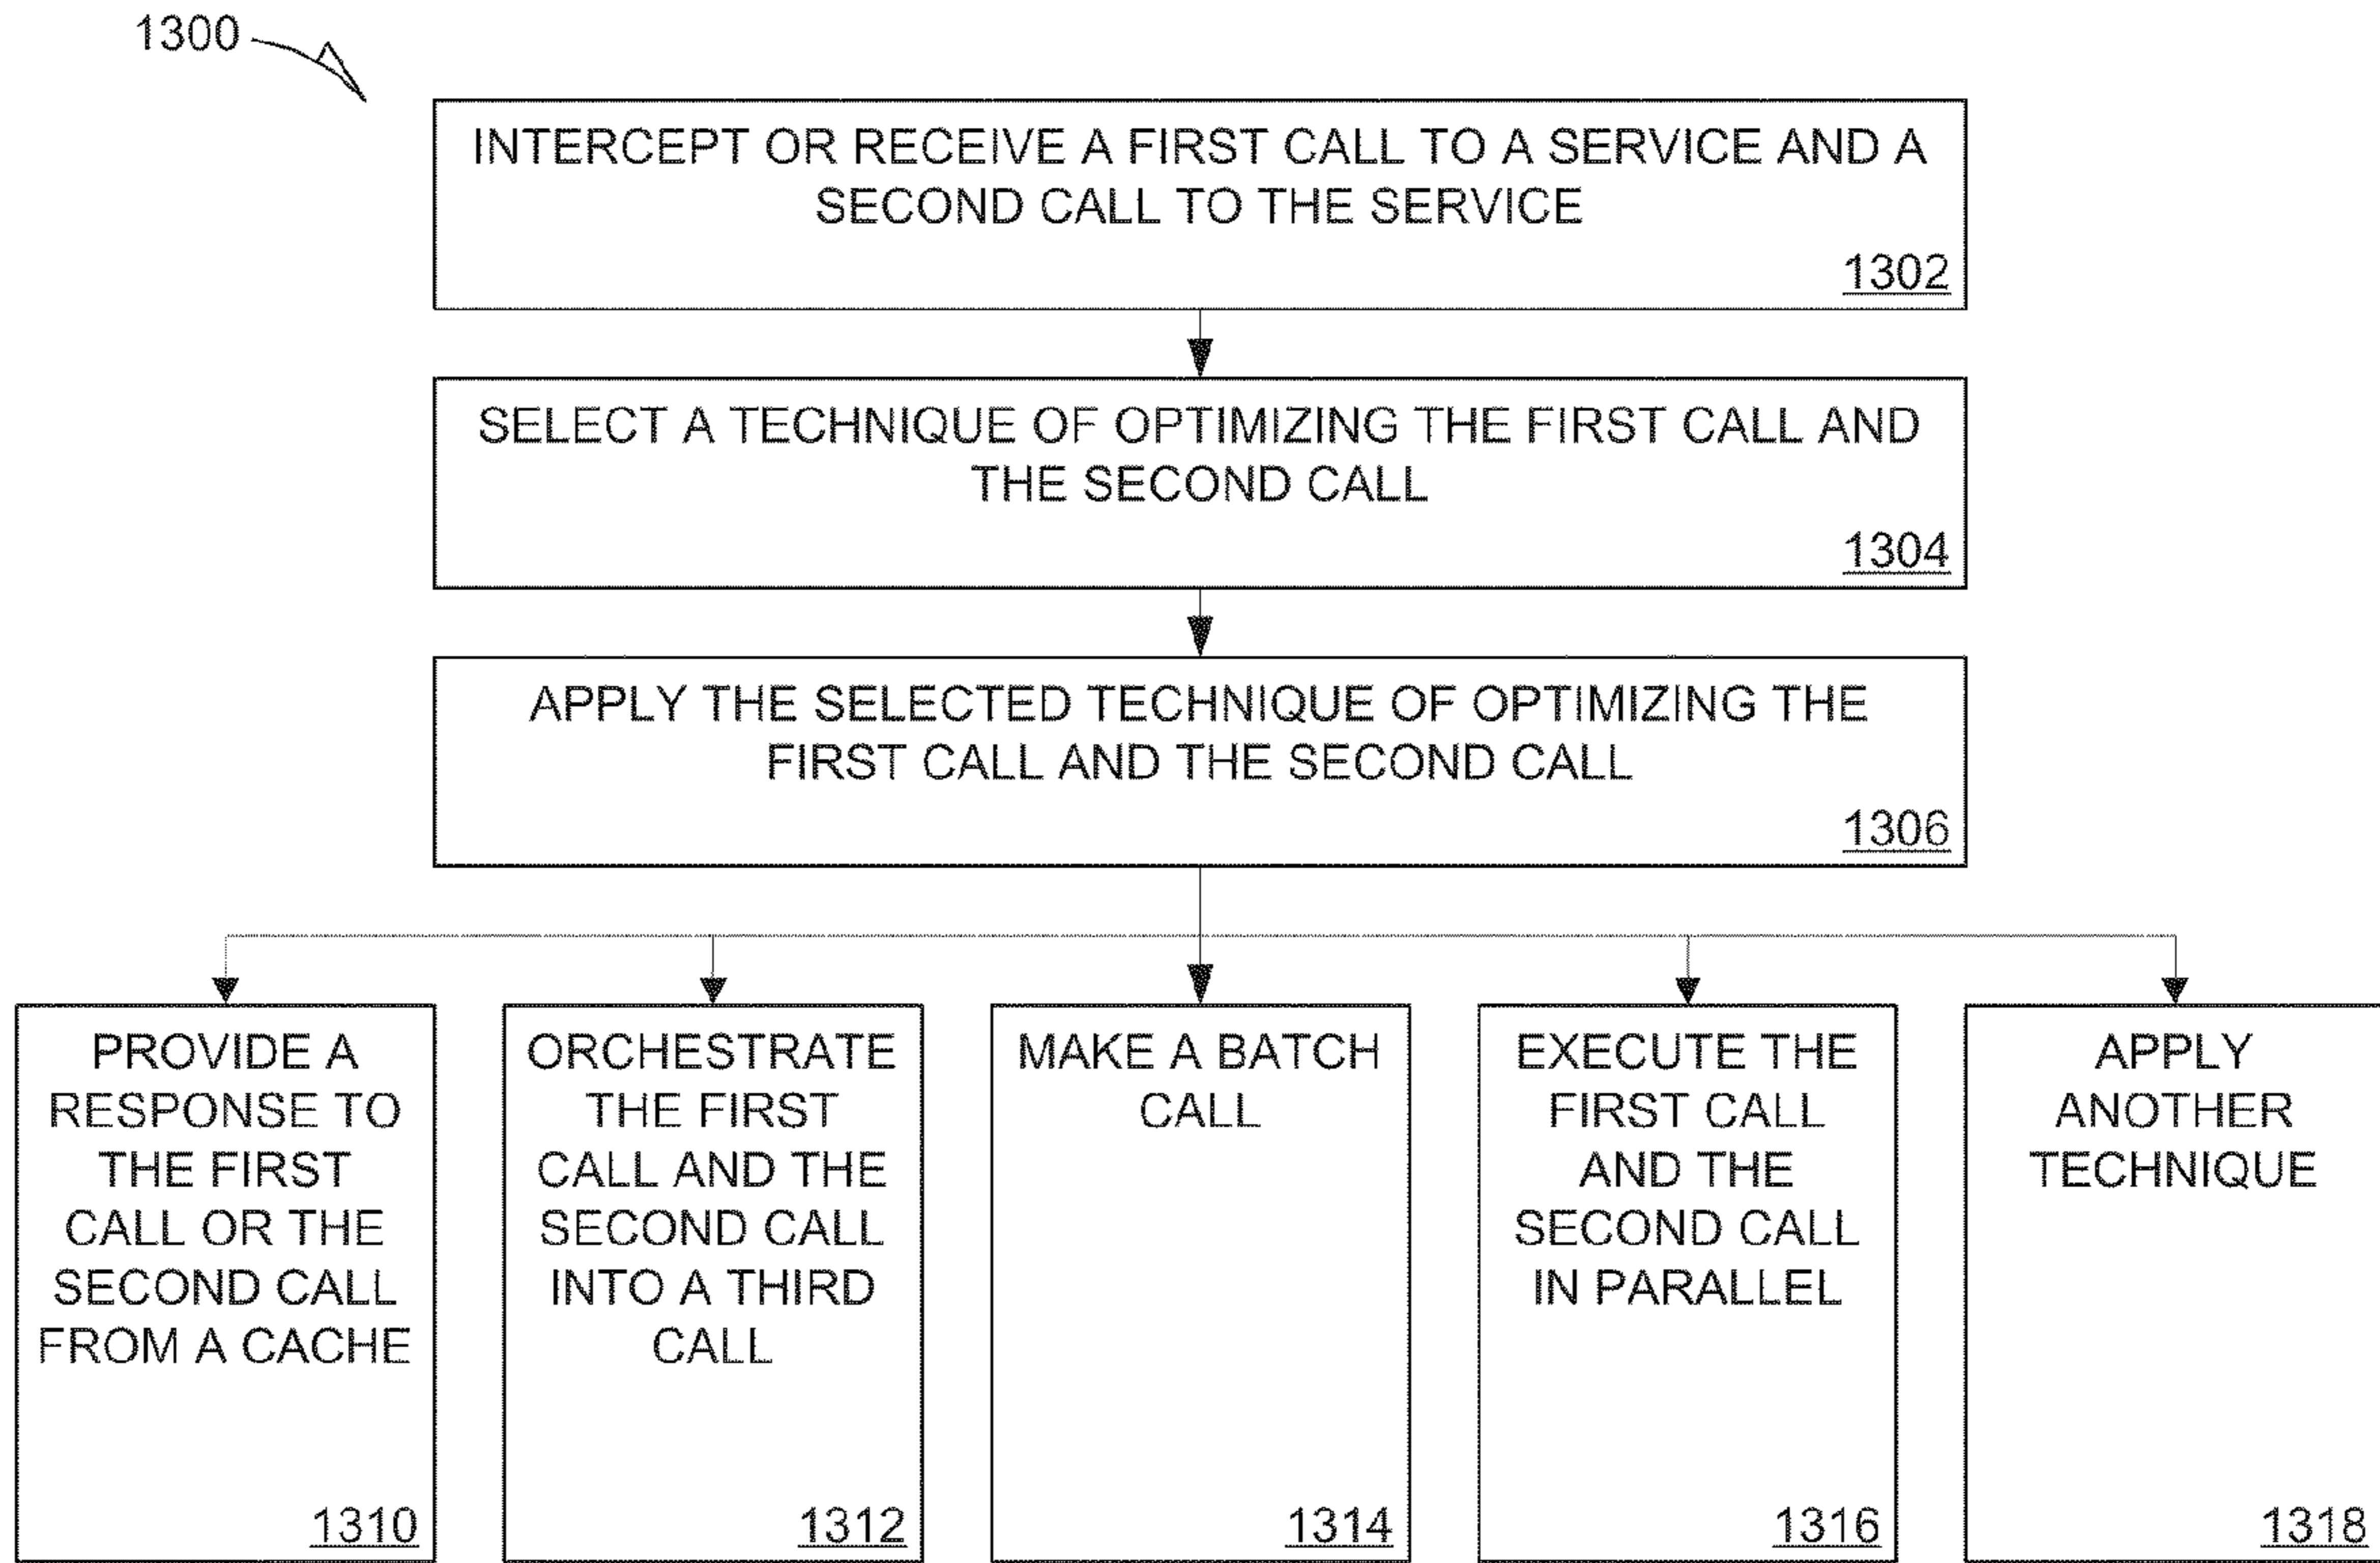 1300
INTERCEPT OR RECEIVE A FIRST CALL TO A SERVICE AND A
SECOND CALL TO THE SERVICE
1302
SELECT A TECHNIQUE OF OPTIMIZING THE FIRST CALL AND
THE SECOND CALL
1304
APPLY THE SELECTED TECHNIQUE OF OPTIMIZING THE
FIRST CALL AND THE SECOND CALL
1306
PROVIDE A
RESPONSE TO
THE FIRST
CALL OR THE
SECOND CALL
FROM A CACHE
1310
ORCHESTRATE
THE FIRST
CALL AND THE
SECOND CALL
INTO A THIRD
CALL
1312
MAKE A BATCH
CALL
1314
EXECUTE THE
FIRST CALL
AND THE
SECOND CALL
IN PARALLEL
1316
APPLY
ANOTHER
TECHNIQUE
1318